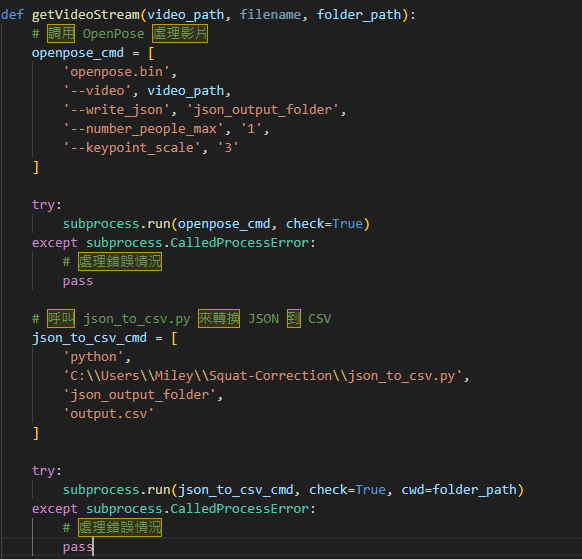 def getVideoStream(video_path, filename, folder_path):
    # 調用 OpenPose 處理影片
    openpose_cmd = [
        'openpose.bin',
        '--video', video_path,
        '--write_json', 'json_output_folder',
        '--number_people_max', '1',
        '--keypoint_scale', '3'
    ]
    try:
        subprocess.run(openpose_cmd, check=True)
    except subprocess.CalledProcessError:
        # 處理錯誤情況
        pass
    # 呼叫 json_to_csv.py 來轉換 JSON 到 CSV
    json_to_csv_cmd = [
        'python',
        'C:\\Users\\Miley\\Squat-Correction\\json_to_csv.py',
        'json_output_folder',
        'output.csv'
    ]
    try:
        subprocess.run(json_to_csv_cmd, check=True, cwd=folder_path)
    except subprocess.CalledProcessError:
        # 處理錯誤情況
        pass